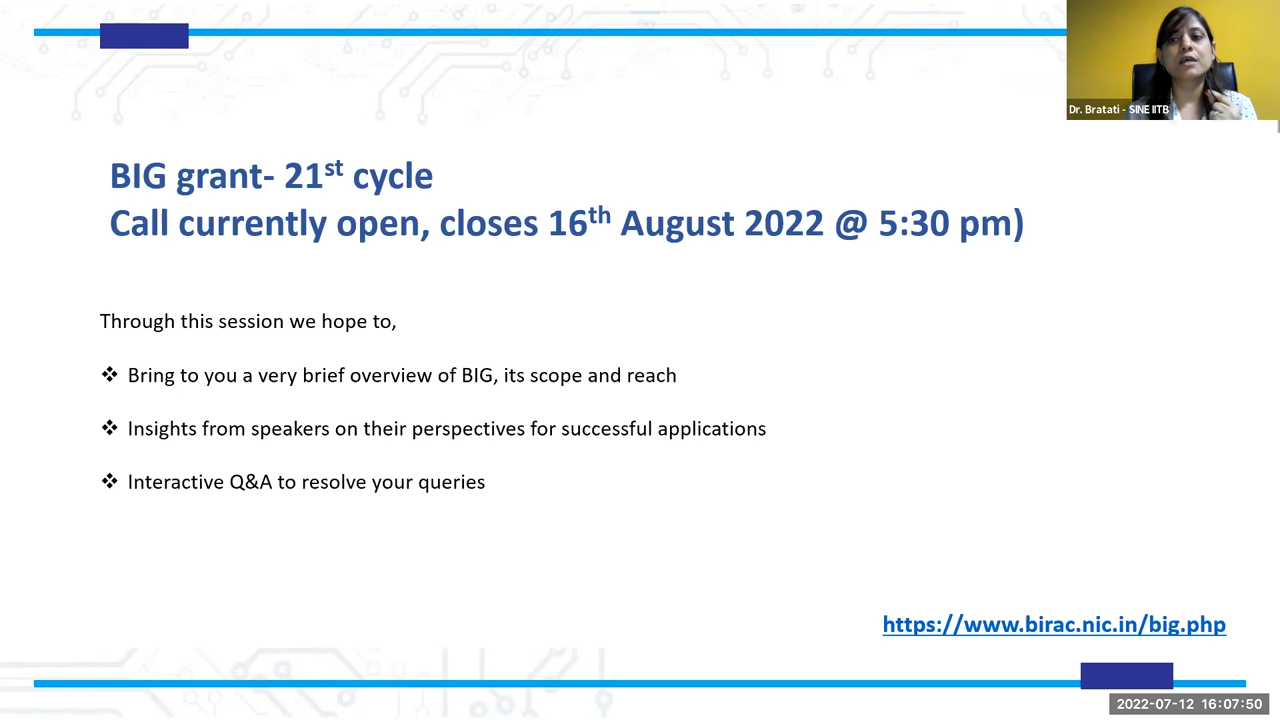 Dr. Bratati - SINE IITB
BIG grant- 21st cycle
Call currently open, closes 16th August 2022 @ 5:30 pm)
Through this session we hope to,
❖ Bring to you a very brief overview of BIG, its scope and reach
❖ Insights from speakers on their perspectives for successful applications
❖ Interactive Q&A to resolve your queries
https://www.birac.nic.in/big.php
2022-07-12 16:07:50